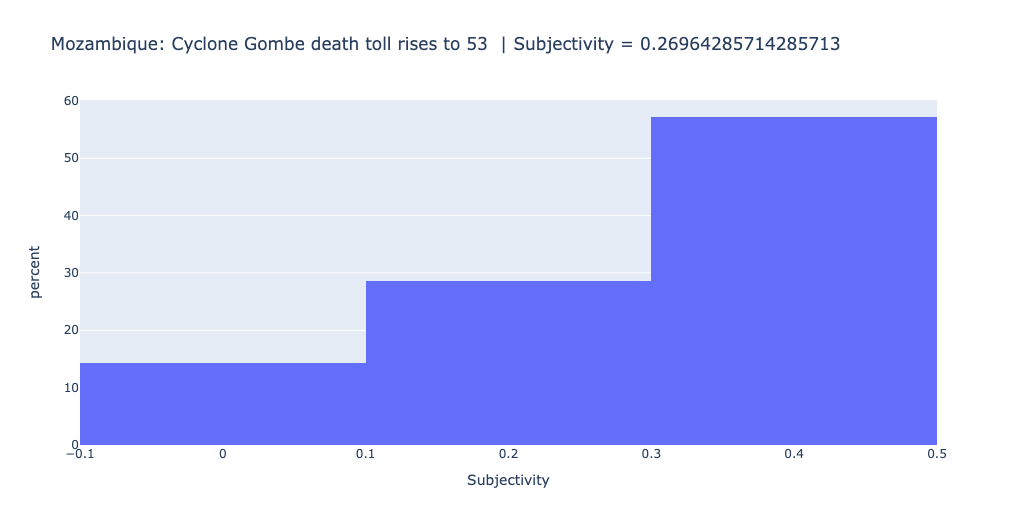 Mozambique: Cyclone Gombe death toll rises to 53 | Subjectivity = 0.26964285714285713
60
50
40
30
20
10
0
percent
−0.1 0 0.1 0.2 0.3 0.4 0.5
Subjectivity